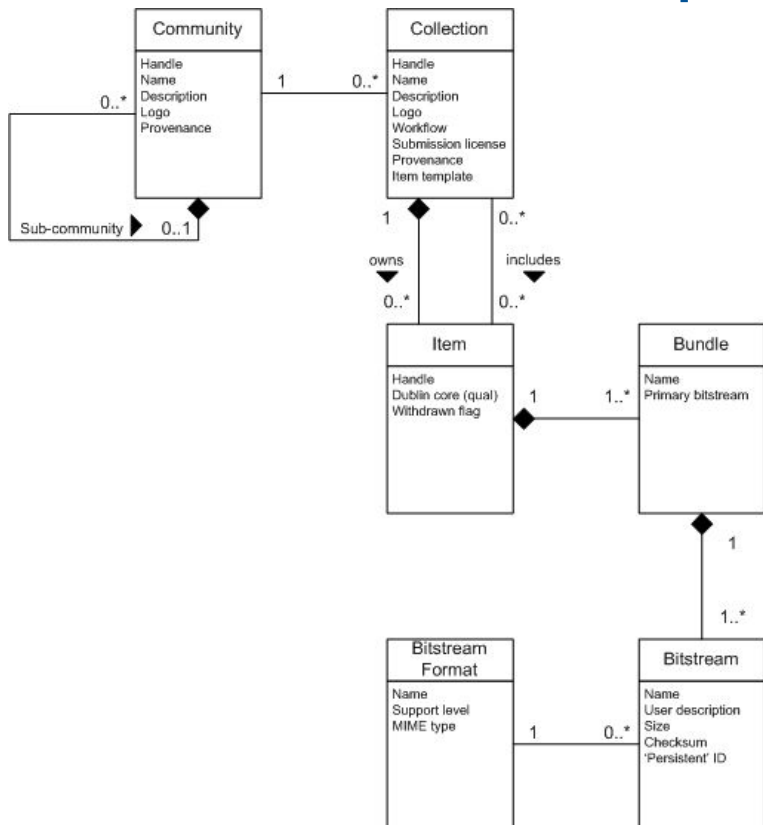 Community
Handle
Name
Description
Logo
Provenance
0..*
Sub-community
0..1
1
0..*
Collection
Handle
Name
Description
Logo
Workflow
Submission license
Provenance
Item template
1
0..*
owns
includes
0..*
0..*
Item
Handle
Dublin core (qual)
Withdrawn flag
1
1..*
Bundle
Name
Primary bitstream
1
1..*
Bitstream
Format
Name
Support level
MIME type
1
0..*
Bitstream
Name
User description
Size
Checksum
'Persistent' ID